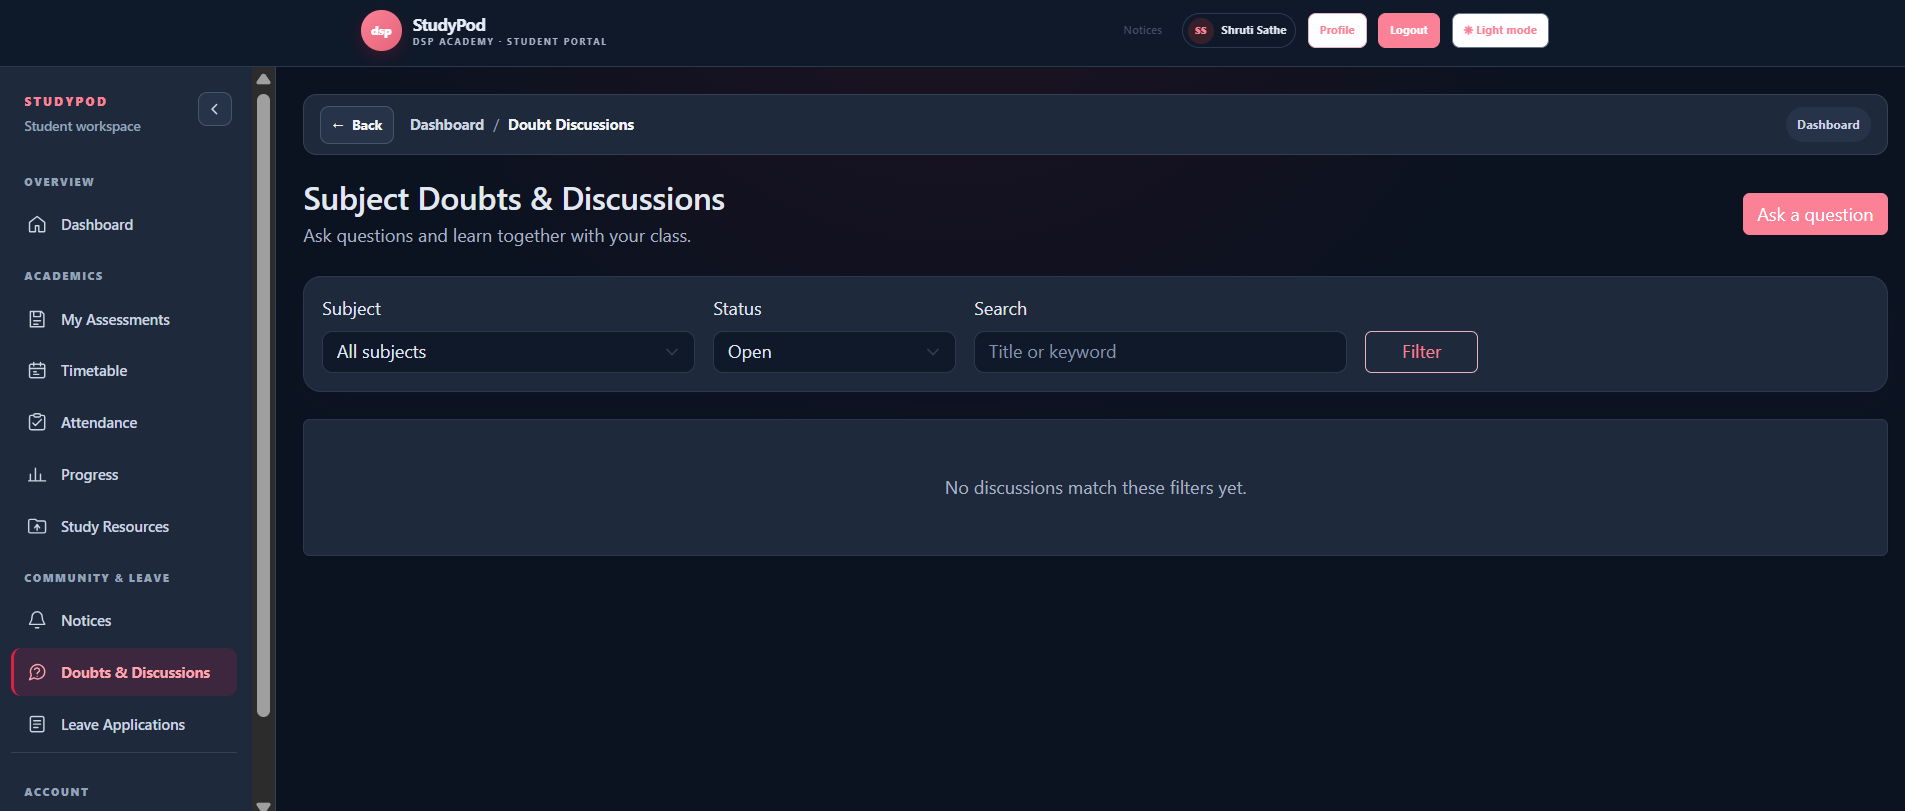 dsp
StudyPod
DSP ACADEMY · STUDENT PORTAL
Notices
SS
Shruti Sathe
Profile
Logout
☀ Light mode
STUDYPOD
Student workspace
OVERVIEW
Dashboard
ACADEMICS
My Assessments
Timetable
Attendance
Progress
Study Resources
COMMUNITY & LEAVE
Notices
Doubts & Discussions
Leave Applications
ACCOUNT
← Back
Dashboard / Doubt Discussions
Dashboard
Subject Doubts & Discussions
Ask questions and learn together with your class.
Ask a question
Subject
All subjects
Status
Open
Search
Title or keyword
Filter
No discussions match these filters yet.